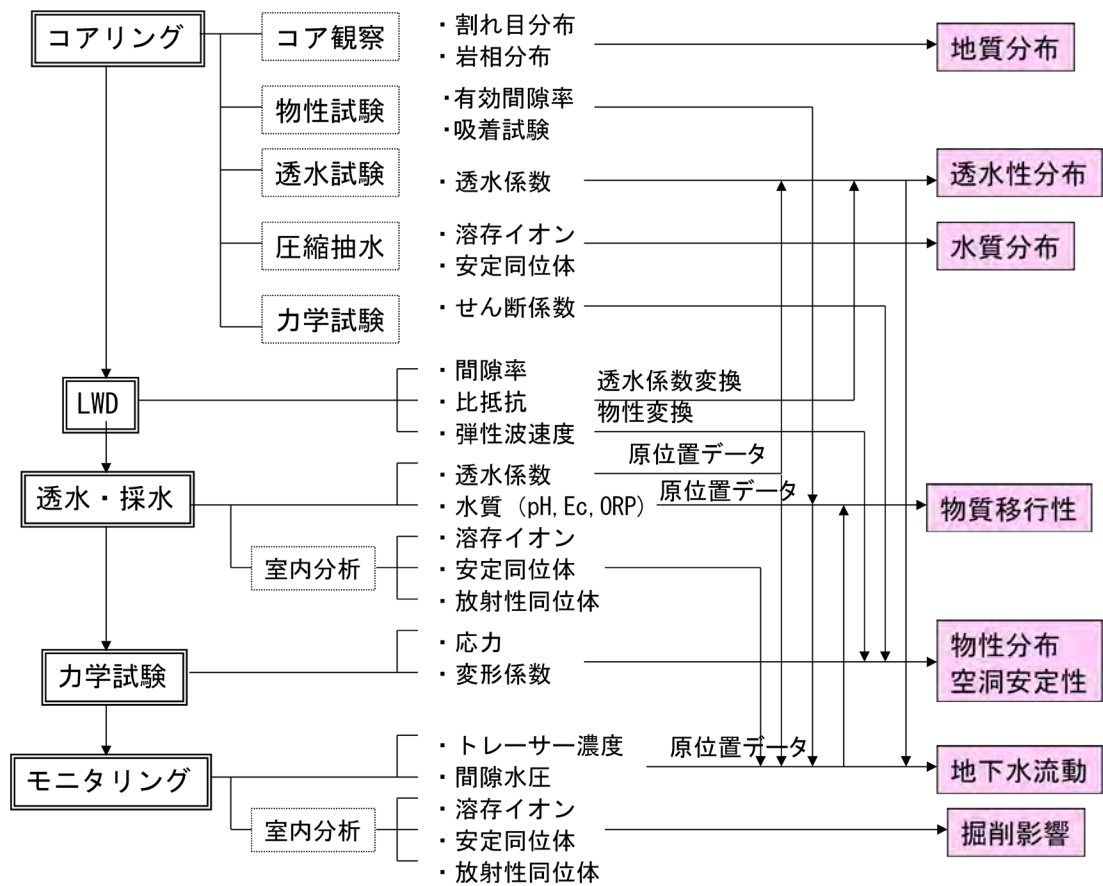 コアリング
コア観察
・割れ目分布
・岩相分布
地質分布
物性試験
・有効間隙率
・吸着試験
透水試験
・透水係数
透水性分布
圧縮抽水
・溶存イオン
・安定同位体
水質分布
力学試験
・せん断係数
LWD
・間隙率
・比抵抗
・弾性波速度
透水係数変換
物性変換
原位置データ
透水・採水
・透水係数
・水質 (pH,Ec,ORP)
原位置データ
物質移行性
室内分析
・溶存イオン
・安定同位体
・放射性同位体
力学試験
・応力
・変形係数
物性分布
空洞安定性
モニタリング
・トレーサー濃度
・間隙水圧
原位置データ
地下水流動
室内分析
・溶存イオン
・安定同位体
・放射性同位体
掘削影響